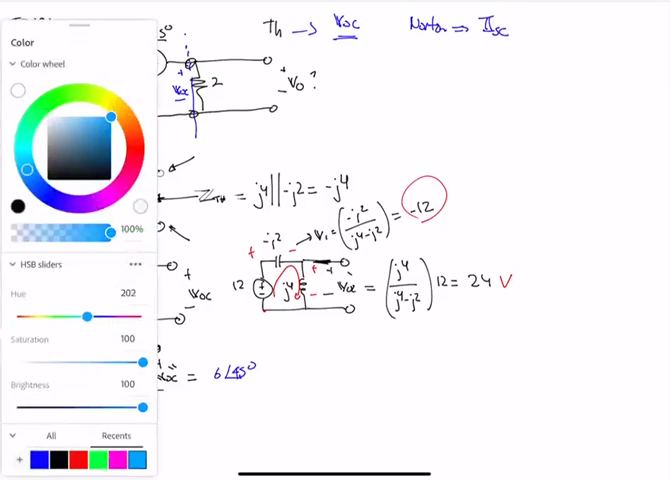 Th → Voc
Norton ⇒ Isc
5°
+
Voc
2
+
- Vo ?
Z_TH = j4||-j2 = -j4
-j2
+ -
→ V1 = (-j2/(j4-j2)) = -12
12 j4 + - + Voc - = (j4/(j4-j2)) 12 = 24 V
+
Voc
-
= 6∠45°
Color
Color wheel
100%
HSB sliders
Hue 202
Saturation 100
Brightness 100
All Recents